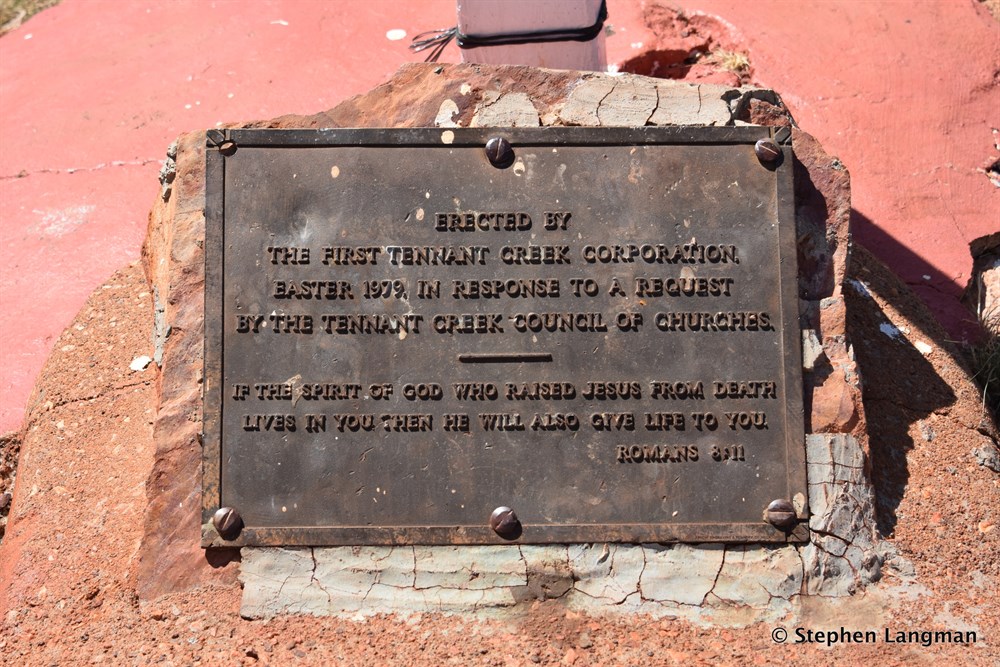 ERECTED BY
THE FIRST TENNANT CREEK CORPORATION,
EASTER 1979, IN RESPONSE TO A REQUEST
BY THE TENNANT CREEK COUNCIL OF CHURCHES.
IF THE SPIRIT OF GOD WHO RAISED JESUS FROM DEATH
LIVES IN YOU THEN HE WILL ALSO GIVE LIFE TO YOU.
ROMANS 8:11
© Stephen Langman